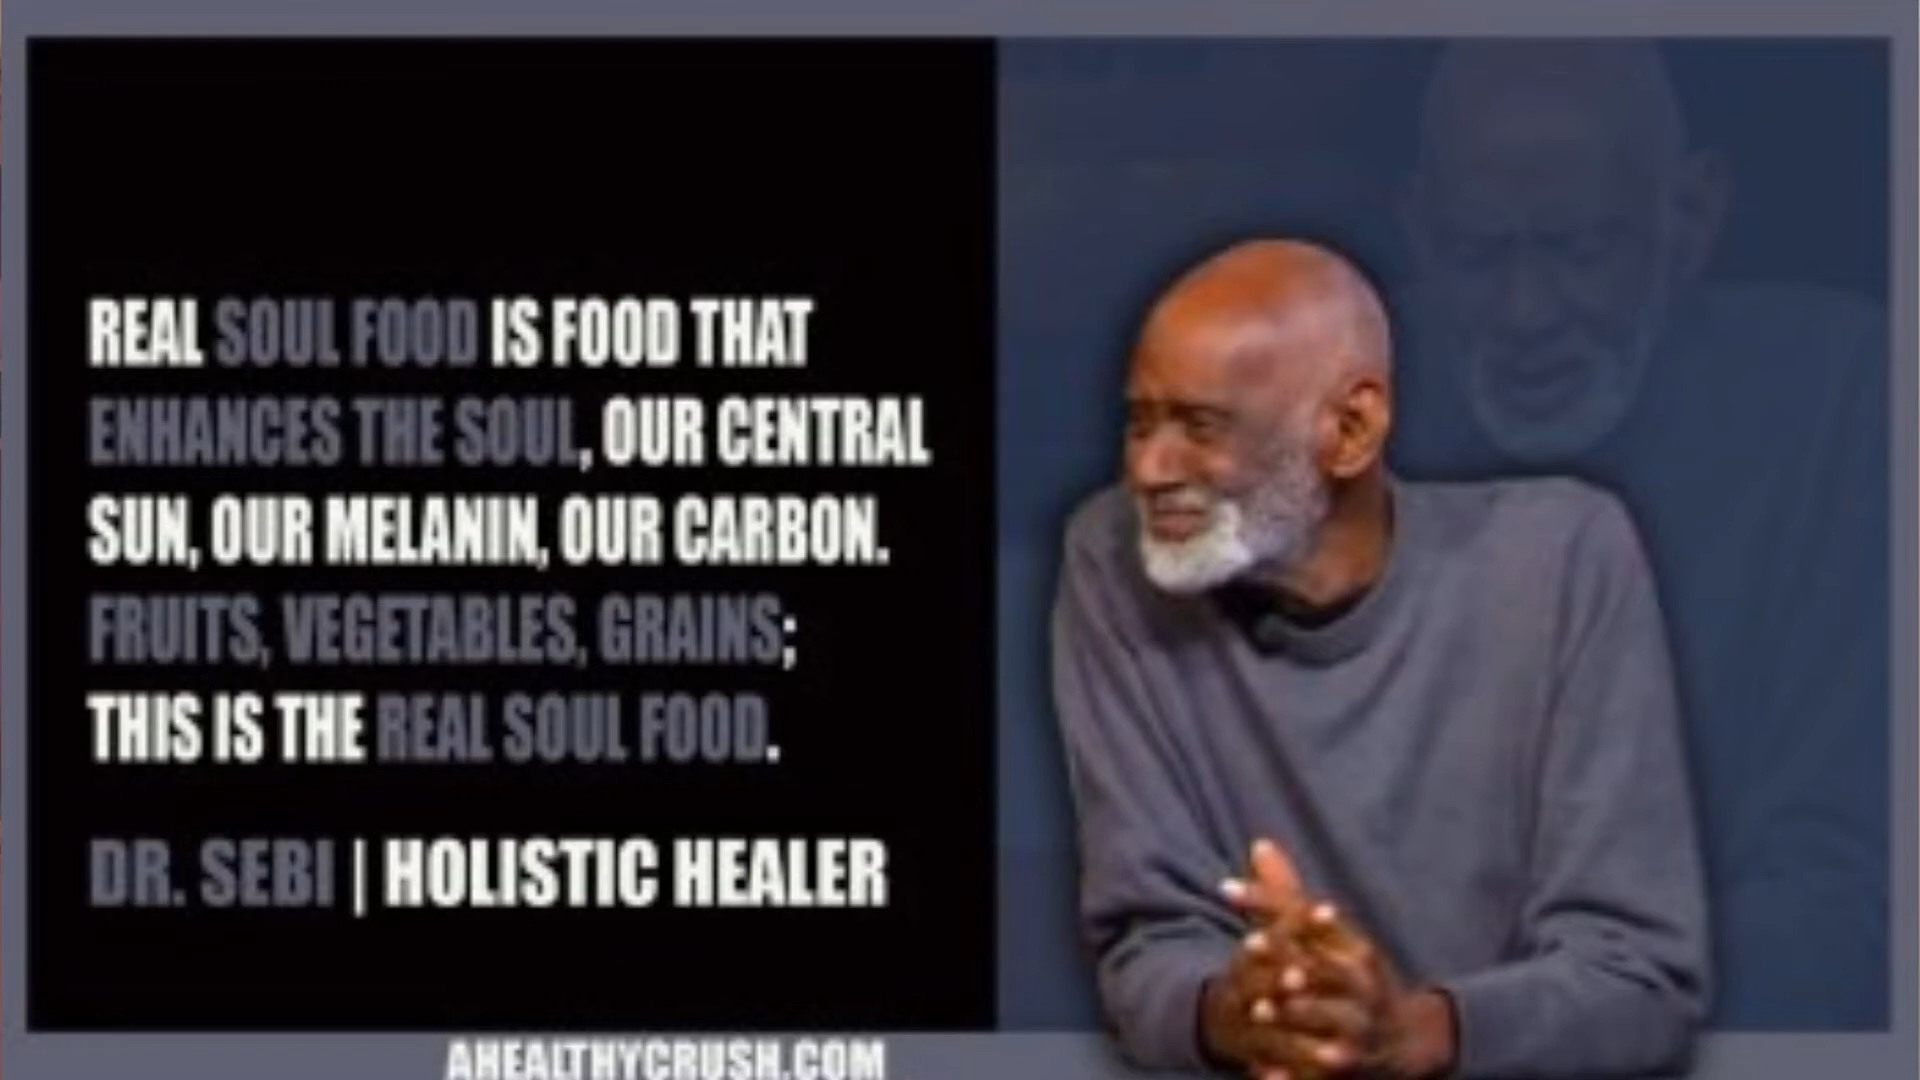 REAL SOUL FOOD IS FOOD THAT
ENHANCES THE SOUL, OUR CENTRAL
SUN, OUR MELANIN, OUR CARBON.
FRUITS, VEGETABLES, GRAINS;
THIS IS THE REAL SOUL FOOD.
DR. SEBI | HOLISTIC HEALER
AHEALTHYCRUSH.COM